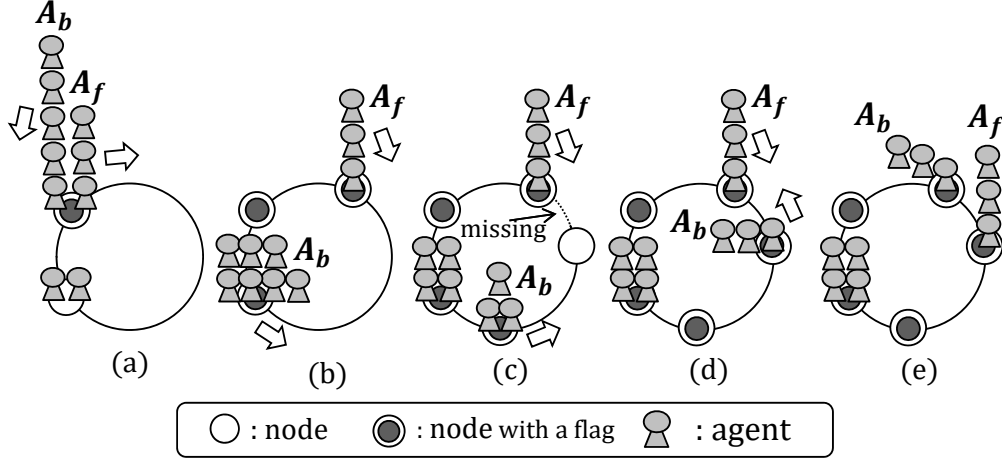 A_b
A_f
A_f
A_b
A_f
missing
A_b
A_f
A_b
A_b
A_f
(a)
(b)
(c)
(d)
(e)
: node
: node with a flag
: agent